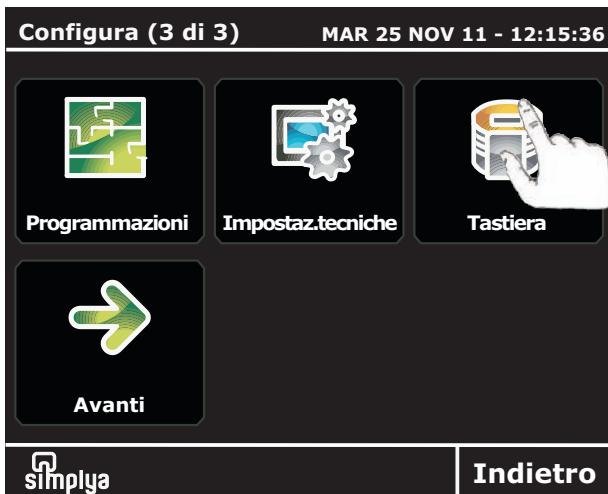 Configura (3 di 3)
MAR 25 NOV 11 - 12:15:36
Programmazioni
Impostaz.tecniche
Tastiera
Avanti
simplya
Indietro